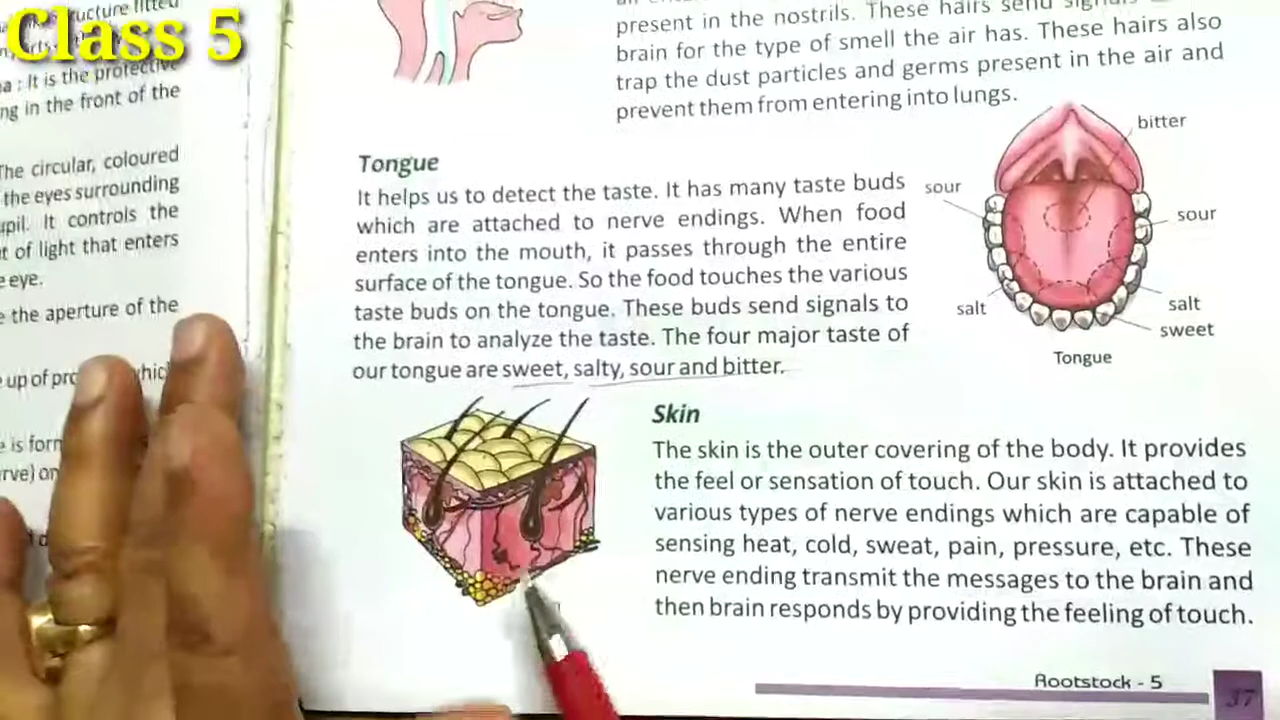 Class 5
ructure fitted
a : It is the protective
ng in the front of the
The circular, coloured
the eyes surrounding
upil. It controls the
t of light that enters
e eye.
e the aperture of the
up of pro
hich
e is form
rve) on
present in the nostrils. These hairs send
brain for the type of smell the air has. These hairs also
trap the dust particles and germs present in the air and
prevent them from entering into lungs.
Tongue
It helps us to detect the taste. It has many taste buds
which are attached to nerve endings. When food
enters into the mouth, it passes through the entire
surface of the tongue. So the food touches the various
taste buds on the tongue. These buds send signals to
the brain to analyze the taste. The four major taste of
our tongue are sweet, salty, sour and bitter.
bitter
sour
sour
salt
salt
sweet
Tongue
Skin
The skin is the outer covering of the body. It provides
the feel or sensation of touch. Our skin is attached to
various types of nerve endings which are capable of
sensing heat, cold, sweat, pain, pressure, etc. These
nerve ending transmit the messages to the brain and
then brain responds by providing the feeling of touch.
Rootstock - 5
37